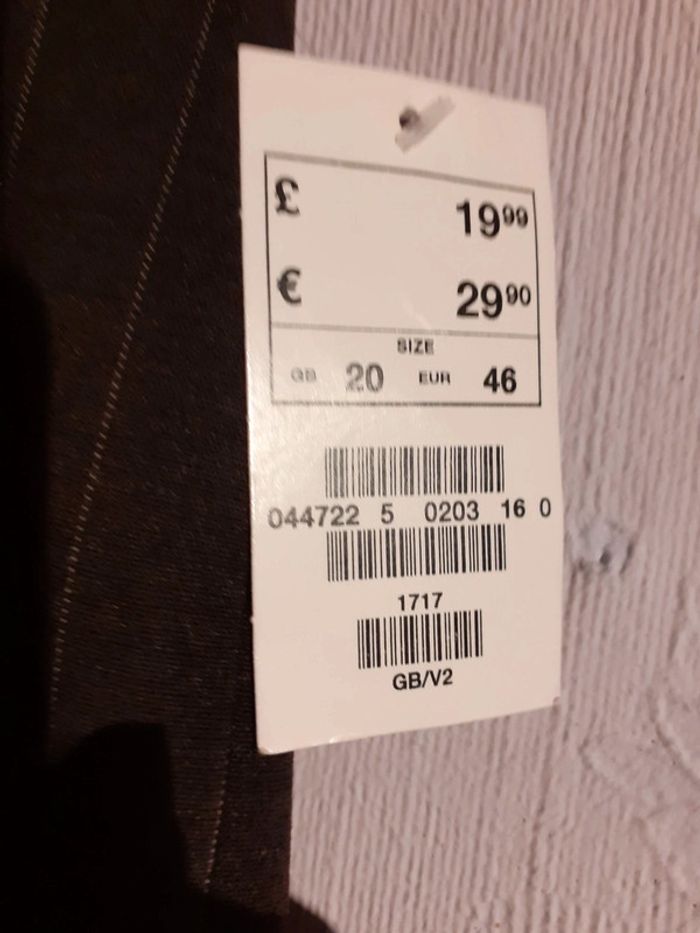 £ 19⁹⁹
€ 29⁹⁰
SIZE
GB 20 EUR 46
044722 5 0203 16 0
1717
GB/V2